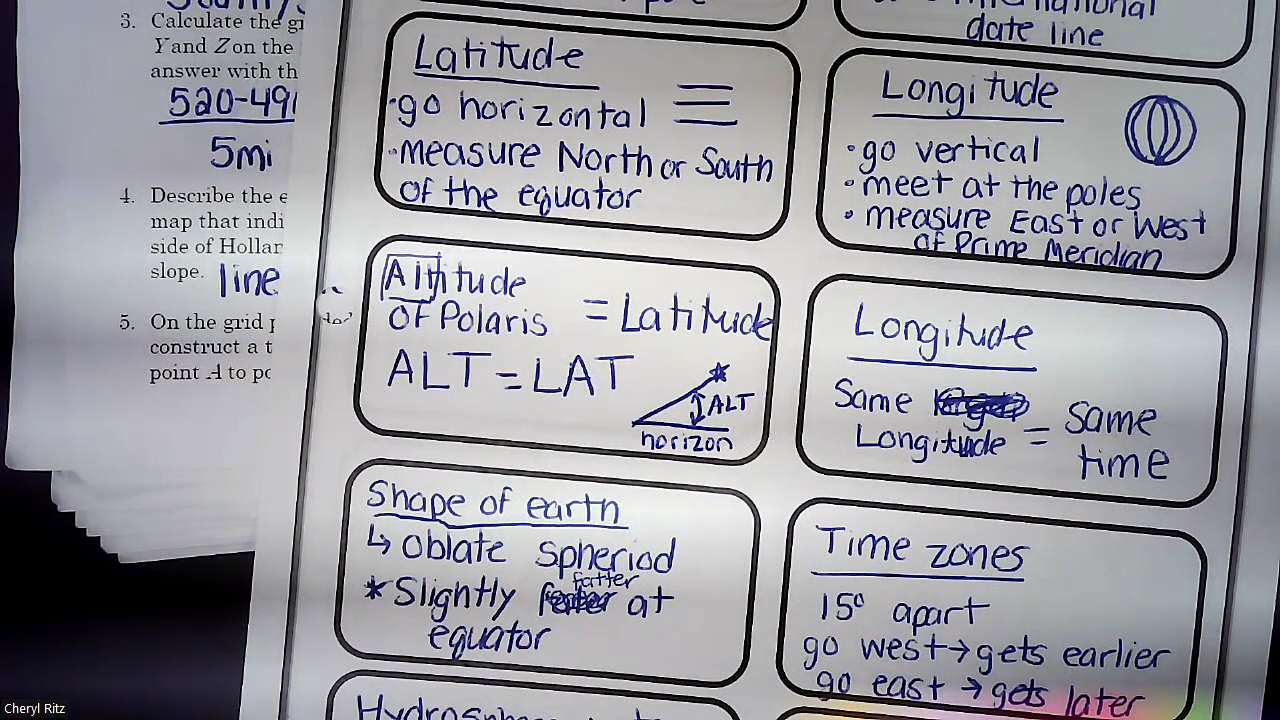 3. Calculate the
Y and Z on the
answer with th
520-491
5mi
4. Describe the e
map that indi
side of Hollar
slope. line
5. On the grid
construct a t
point A to
date line
Latitude
·go horizontal
·measure North or South
of the equator
Longitude
·go vertical
·meet at the poles
·measure East or West
of Prime Meridian
Altitude
of Polaris = Latitude
ALT = LAT
ALT
horizon
Longitude
Same
Longitude = Same
time
Shape of earth
↳ Oblate Spheriod
*Slightly fatter at
equator
Time zones
15° apart
go west→gets earlier
go east →gets later
Cheryl Ritz